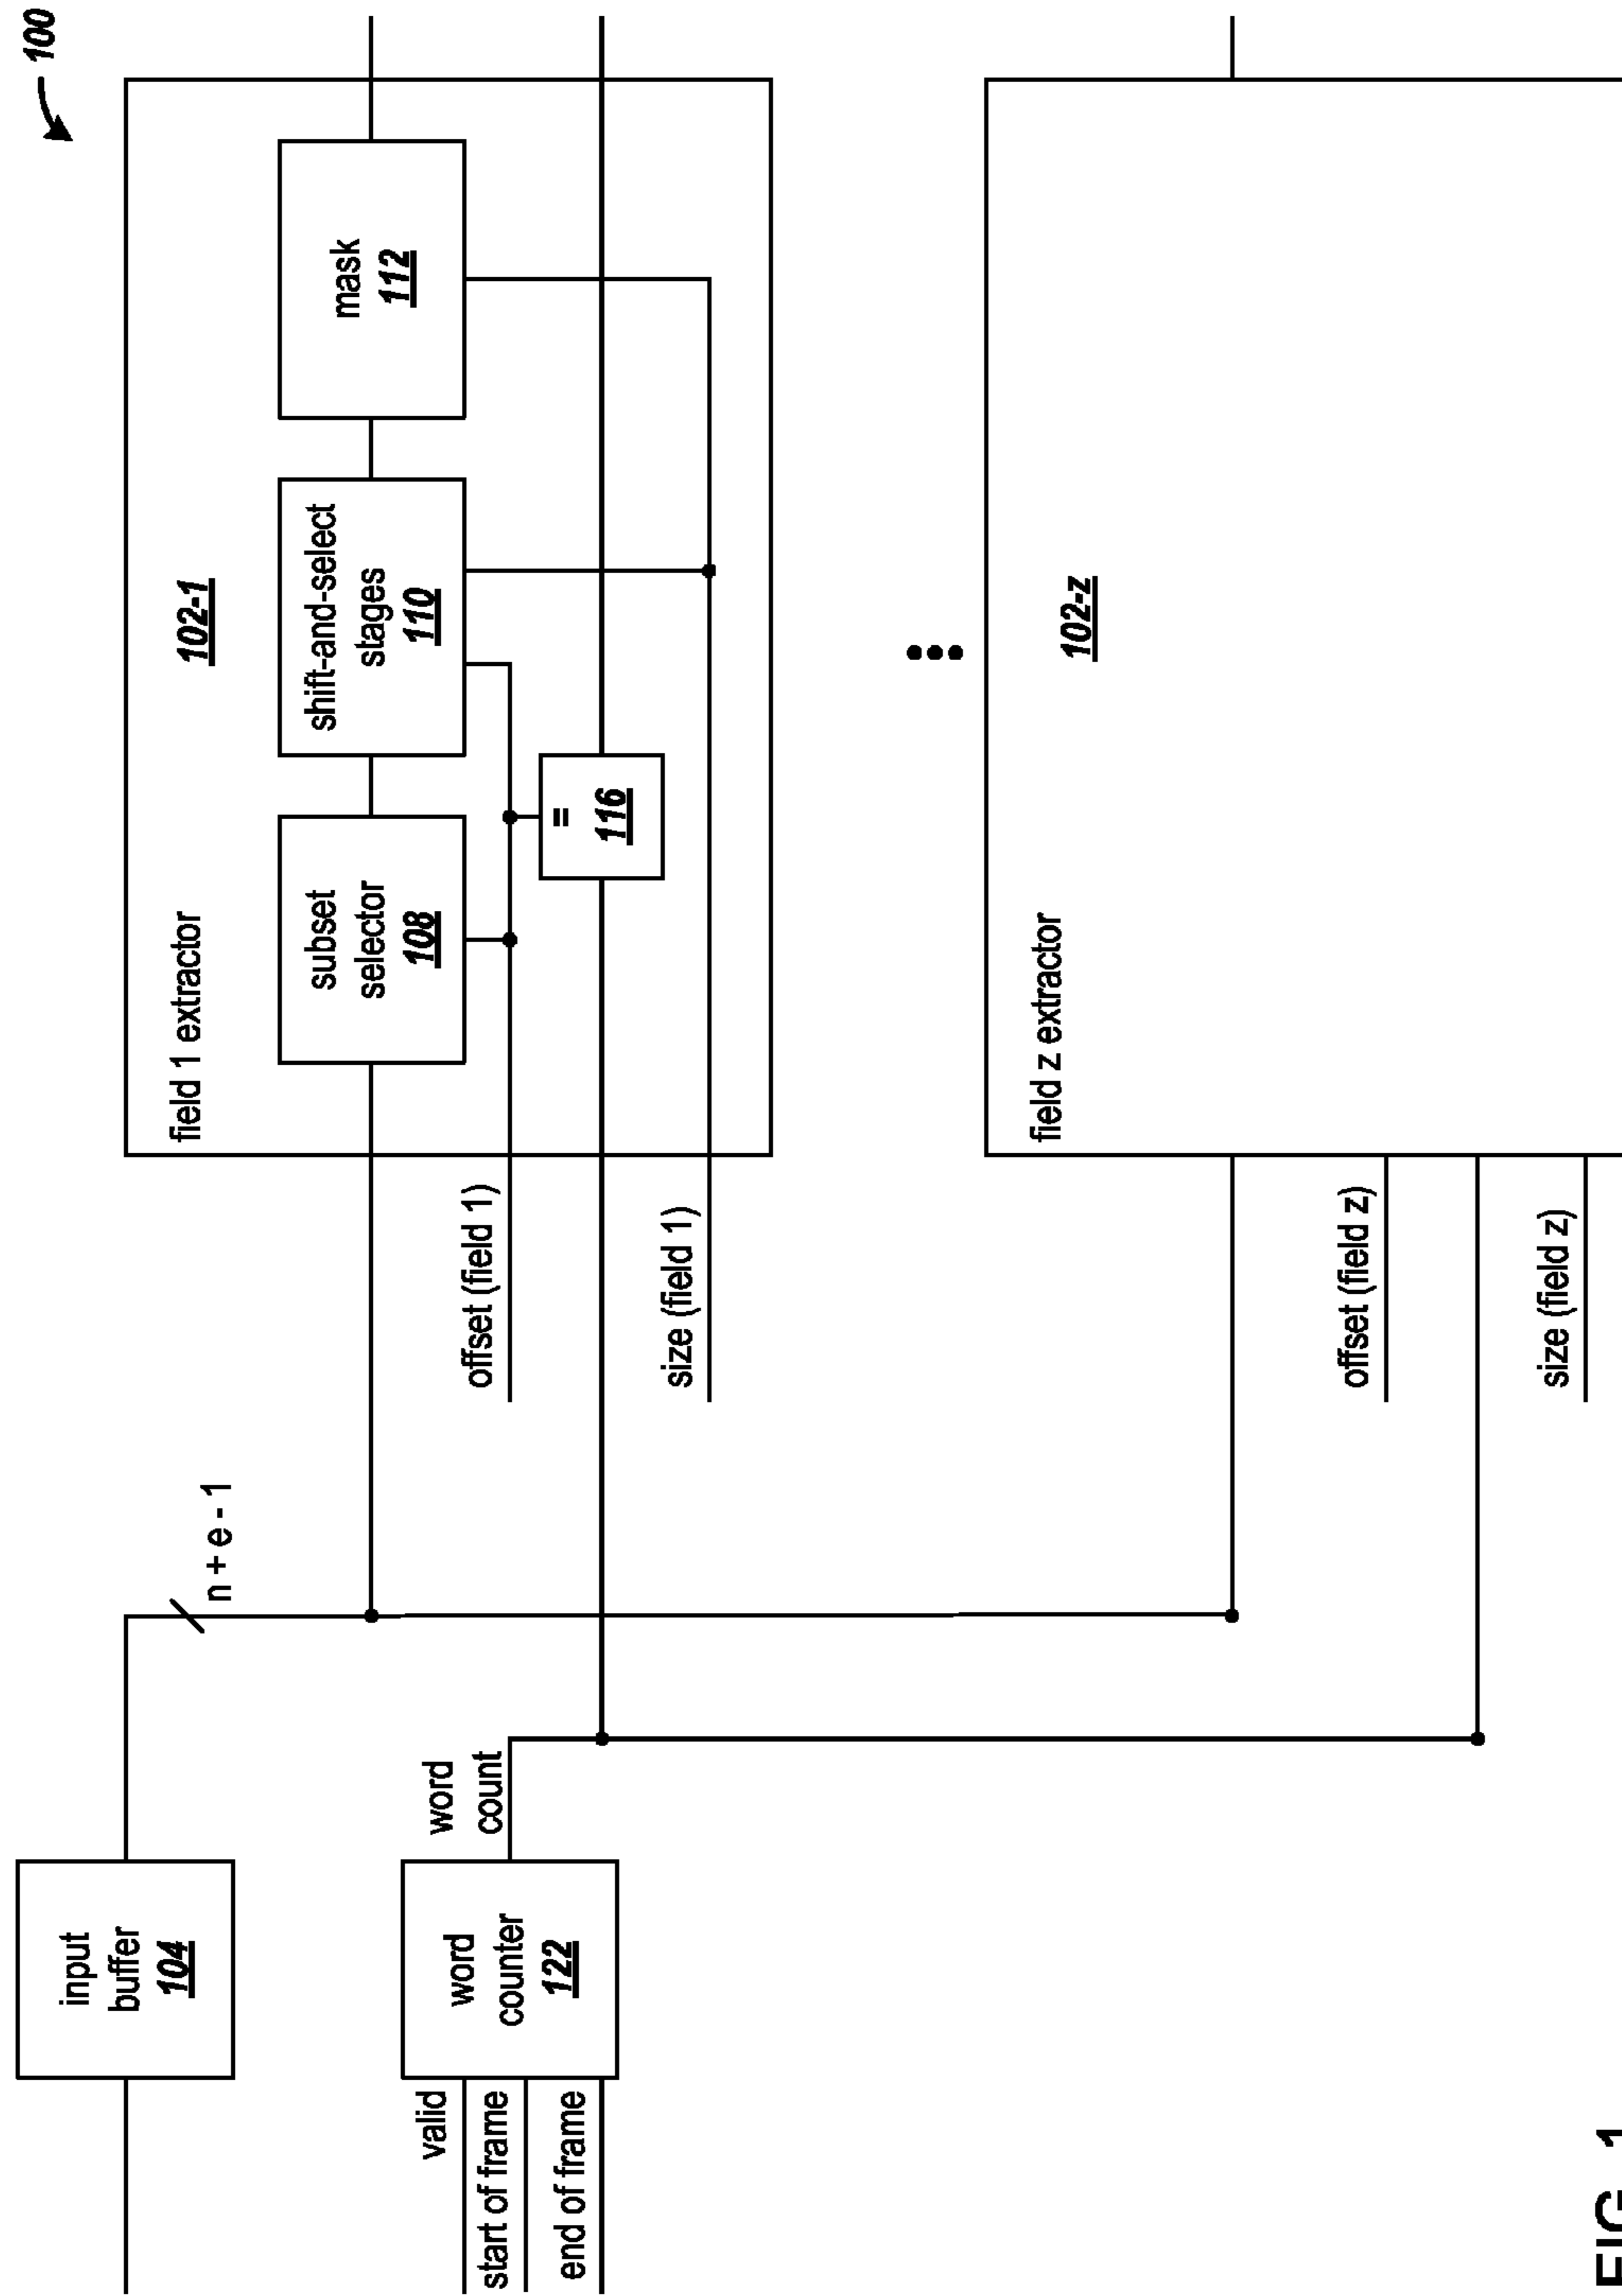 100
input
buffer
104
n + e - 1
field 1 extractor
102-1
subset
selector
108
shift-and-select
stages
110
mask
112
=
116
offset (field 1)
size (field 1)
word
counter
122
valid
start of frame
end of frame
word
count
field z extractor
102-z
offset (field z)
size (field z)
FIG. 1